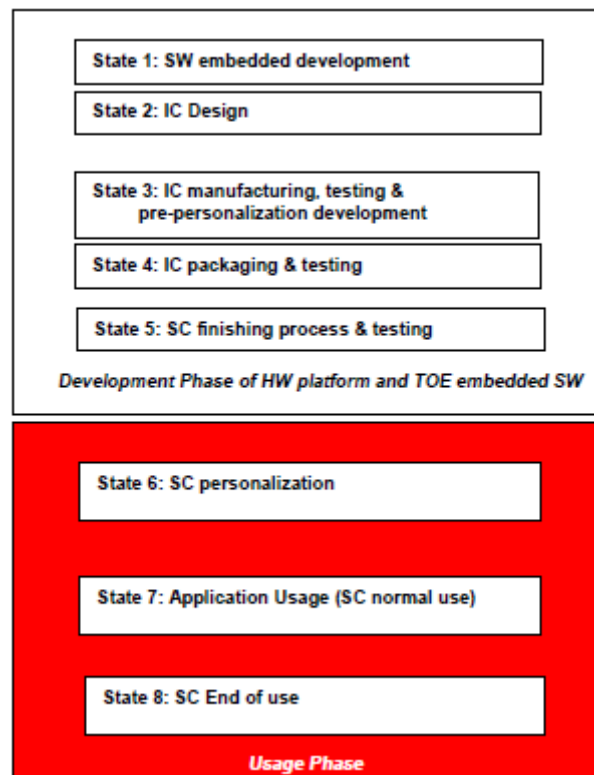 State 1: SW embedded development
State 2: IC Design
State 3: IC manufacturing, testing &
pre-personalization development
State 4: IC packaging & testing
State 5: SC finishing process & testing
Development Phase of HW platform and TOE embedded SW
State 6: SC personalization
State 7: Application Usage (SC normal use)
State 8: SC End of use
Usage Phase